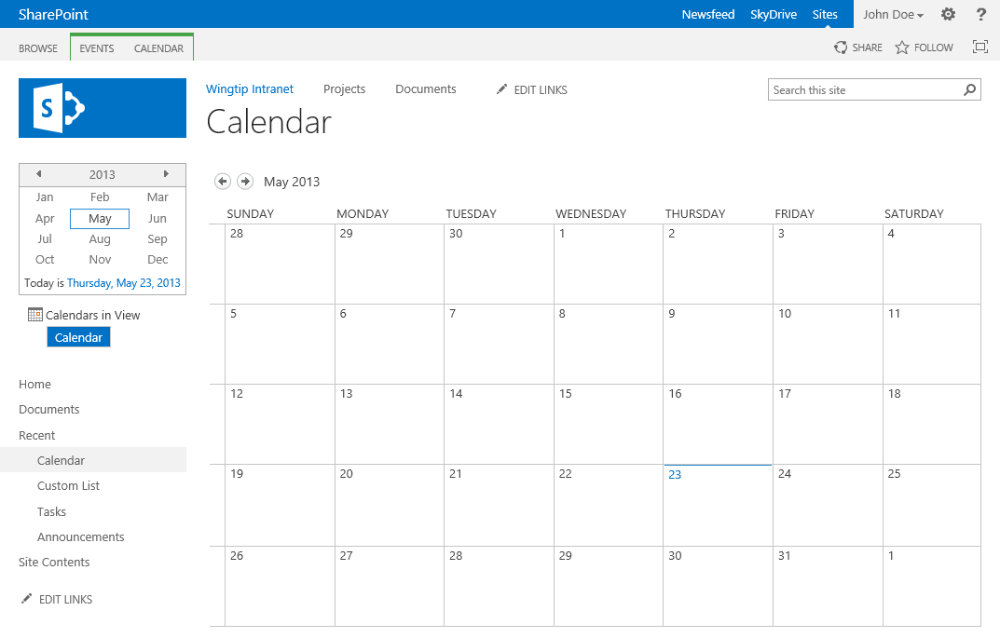 SharePoint
Newsfeed SkyDrive Sites John Doe ?
BROWSE EVENTS CALENDAR SHARE FOLLOW
S
Wingtip Intranet Projects Documents EDIT LINKS
Search this site
Calendar
2013
Jan Feb Mar
Apr May Jun
Jul Aug Sep
Oct Nov Dec
Today is Thursday, May 23, 2013
Calendars in View
Calendar
Home
Documents
Recent
Calendar
Custom List
Tasks
Announcements
Site Contents
EDIT LINKS
May 2013
SUNDAY MONDAY TUESDAY WEDNESDAY THURSDAY FRIDAY SATURDAY
28 29 30 1 2 3 4
5 6 7 8 9 10 11
12 13 14 15 16 17 18
19 20 21 22 23 24 25
26 27 28 29 30 31 1